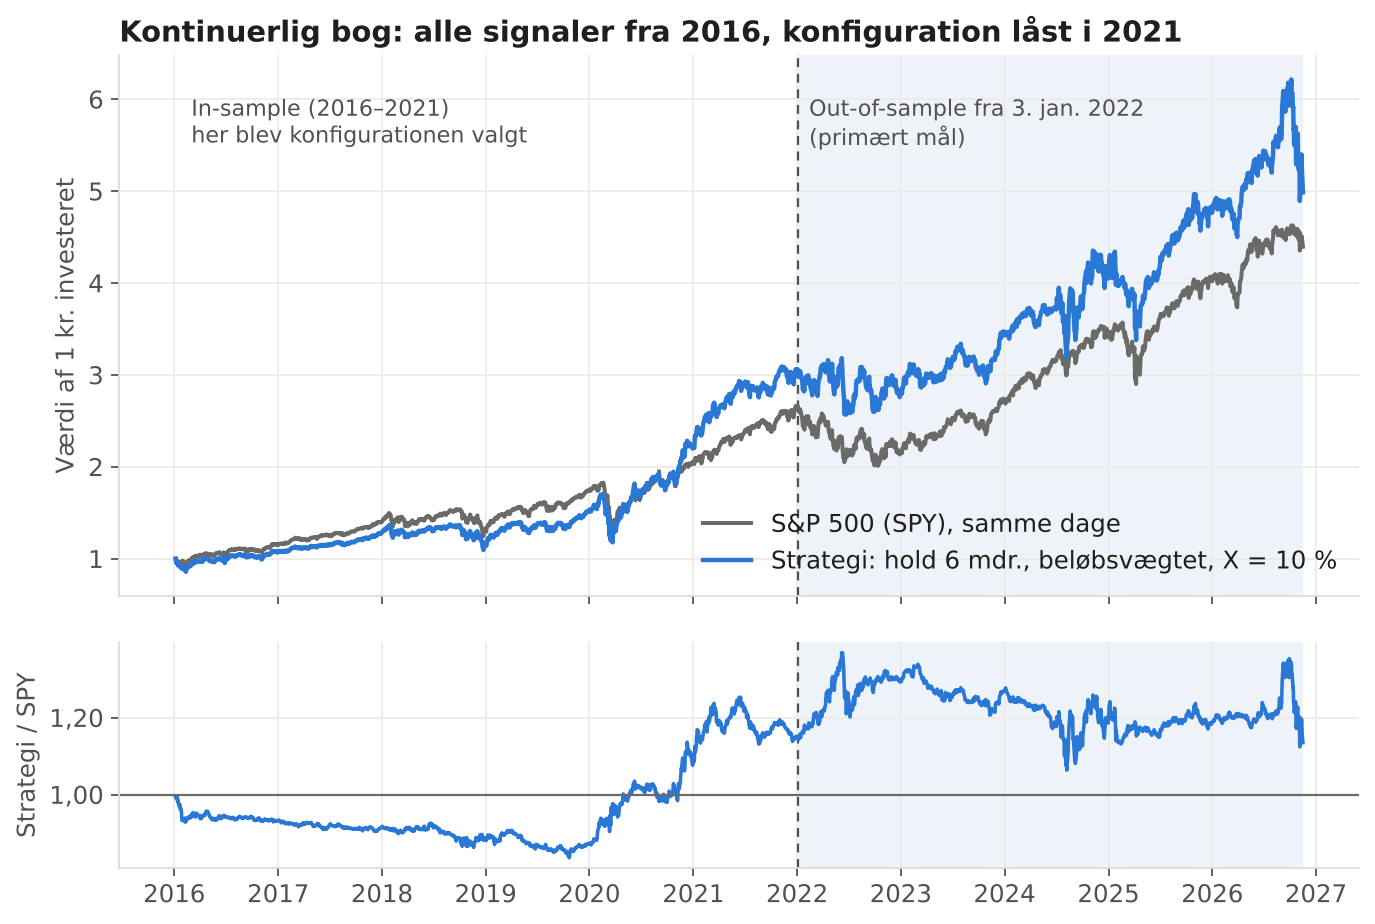 Kontinuerlig bog: alle signaler fra 2016, konfiguration låst i 2021
In-sample (2016–2021)
her blev konfigurationen valgt
Out-of-sample fra 3. jan. 2022
(primært mål)
Værdi af 1 kr. investeret
6
5
4
3
2
1
S&P 500 (SPY), samme dage
Strategi: hold 6 mdr., beløbsvægtet, X = 10 %
Strategi / SPY
1,20
1,00
2016 2017 2018 2019 2020 2021 2022 2023 2024 2025 2026 2027